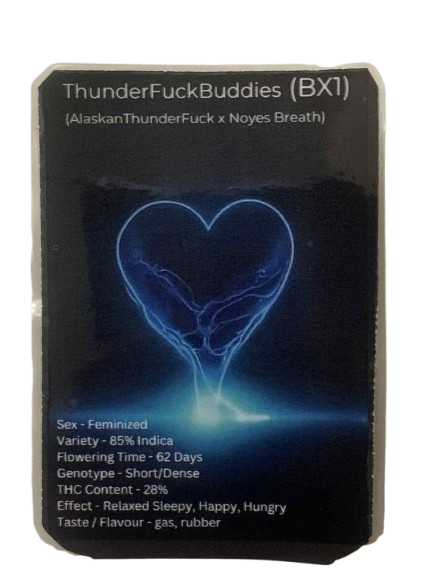 ThunderFuckBuddies (BX1)
(AlaskanThunderFuck x Noyes Breath)
Sex - Feminized
Variety - 85% Indica
Flowering Time - 62 Days
Genotype - Short/Dense
THC Content - 28%
Effect - Relaxed Sleepy, Happy, Hungry
Taste / Flavour - gas, rubber